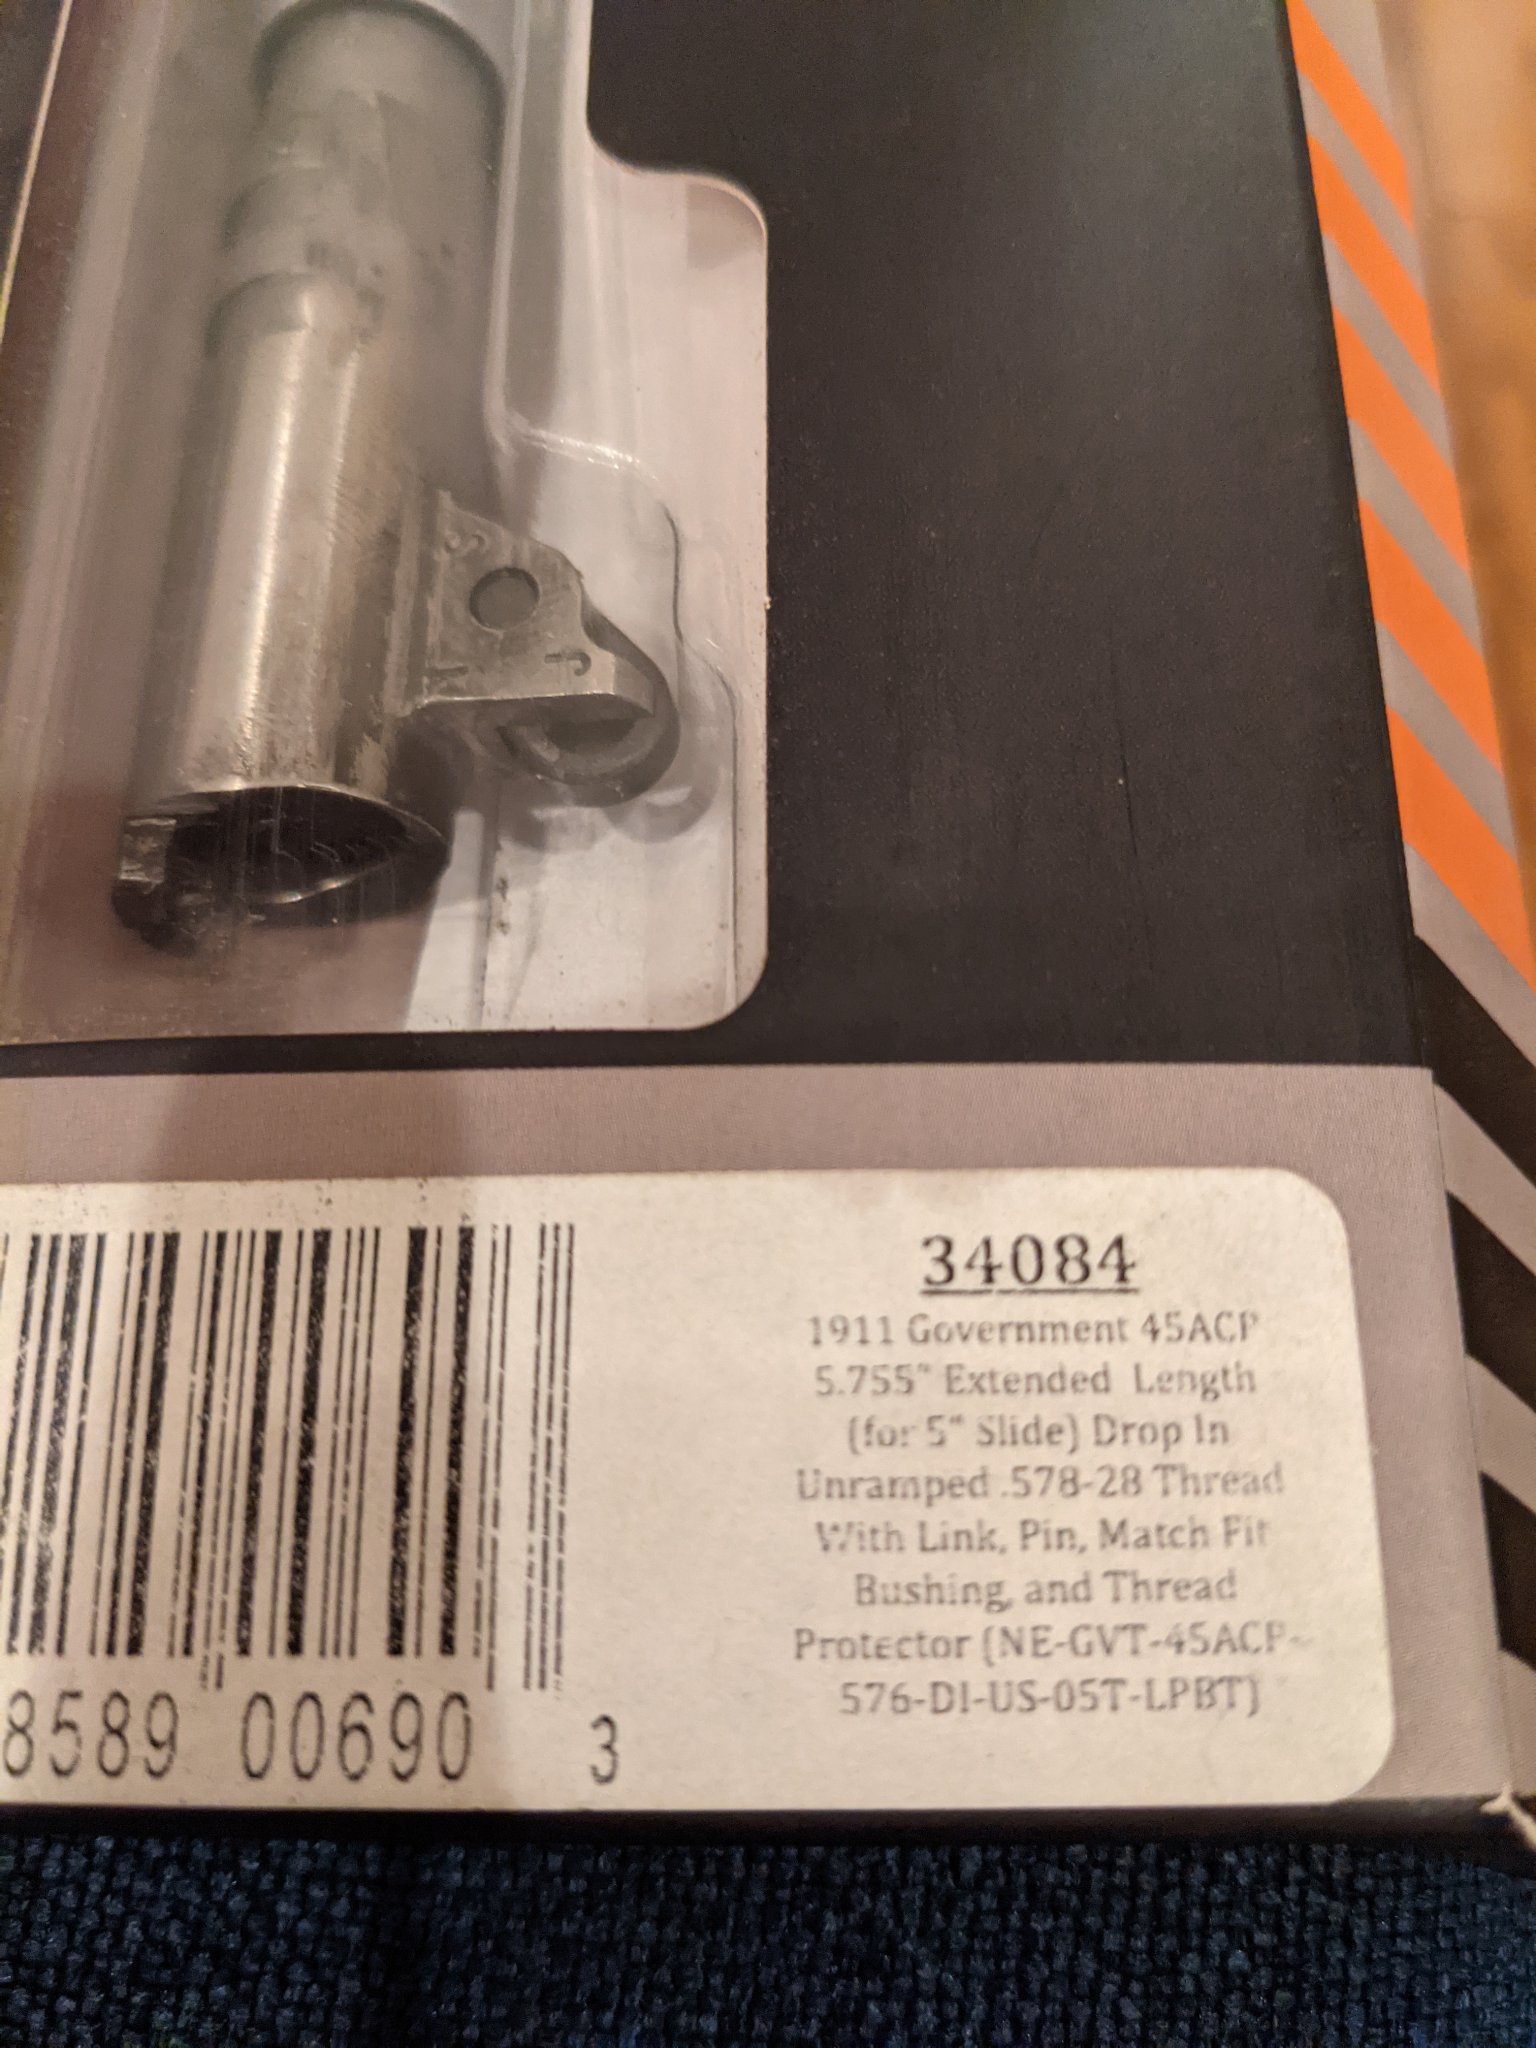 34084
1911 Government 45ACP
5.755" Extended Length
(for 5" Slide) Drop In
Unramped .578-28 Thread
With Link, Pin, Match Fit
Bushing, and Thread
Protector (NE-GVT-45ACP-
576-DI-US-05T-LPBT)
8589 00690 3